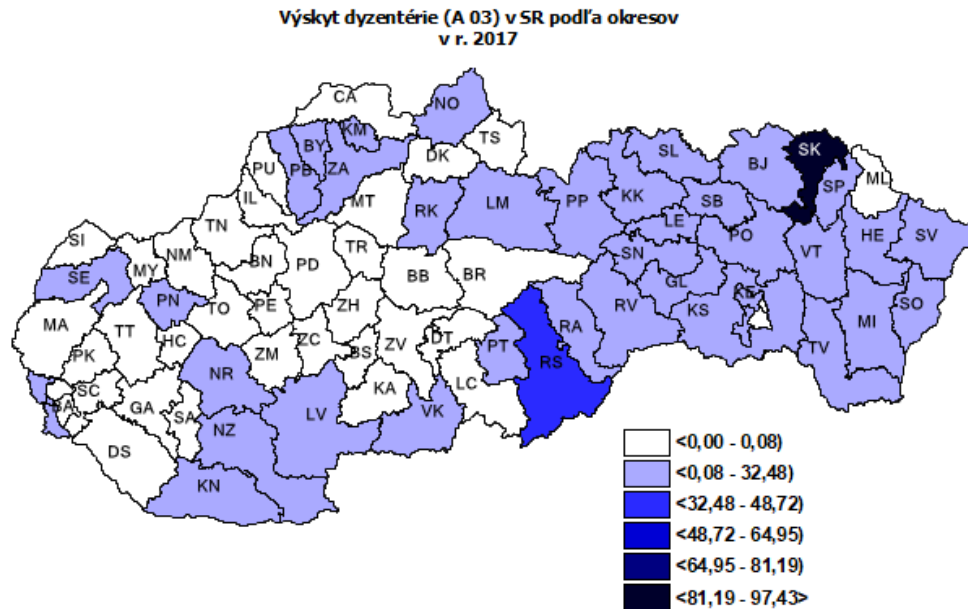 Výskyt dyzentérie (A 03) v SR podľa okresov
v r. 2017
CA
NO
KM
TS
BY
PU
PB
ZA
DK
SL
BJ
SK
SP
ML
IL
MT
RK
LM
PP
KK
SB
TN
LE
PO
HE
SV
SI
NM
TR
VT
MY
BN
PD
BB
BR
SN
SE
GL
KE
PN
TO
PE
ZH
RV
KS
SO
MA
TT
HC
ZC
ZV
DT
RA
MI
PK
ZM
BS
PT
RS
TV
NR
KA
LC
SC
BA
GA
SA
LV
VK
NZ
DS
KN
<0,00 - 0,08)
<0,08 - 32,48)
<32,48 - 48,72)
<48,72 - 64,95)
<64,95 - 81,19)
<81,19 - 97,43>